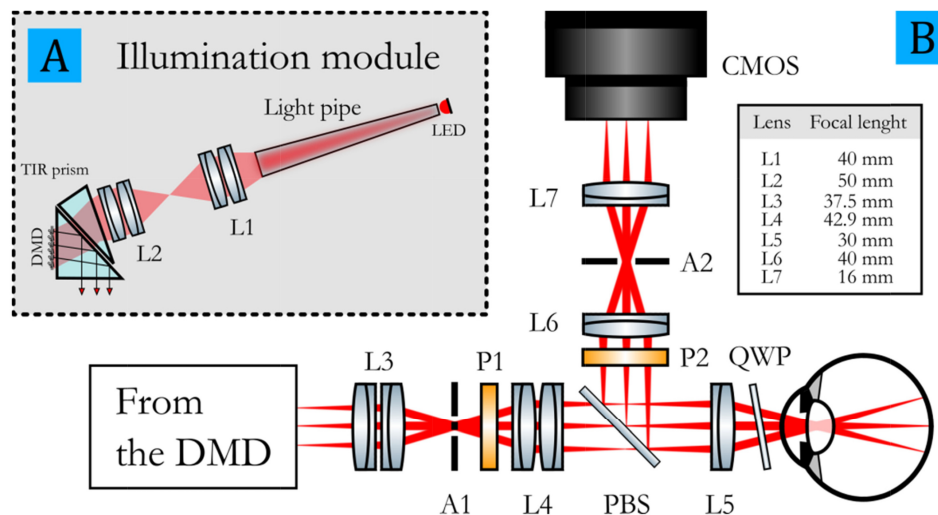 A
Illumination module
Light pipe
LED
TIR prism
DMD
L2
L1
B
CMOS
Lens Focal lenght
L1 40 mm
L2 50 mm
L3 37.5 mm
L4 42.9 mm
L5 30 mm
L6 40 mm
L7 16 mm
L7
A2
L6
P2
QWP
From
the DMD
L3
P1
A1
L4
PBS
L5